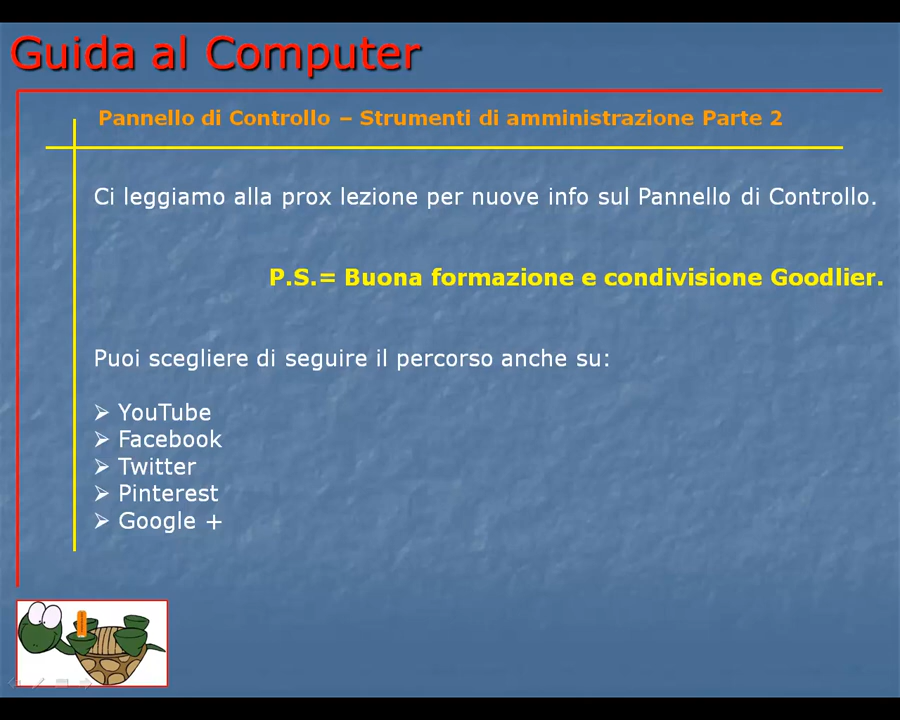 Guida al Computer
Pannello di Controllo – Strumenti di amministrazione Parte 2
Ci leggiamo alla prox lezione per nuove info sul Pannello di Controllo.
P.S.= Buona formazione e condivisione Goodlier.
Puoi scegliere di seguire il percorso anche su:
➢ YouTube
➢ Facebook
➢ Twitter
➢ Pinterest
➢ Google +